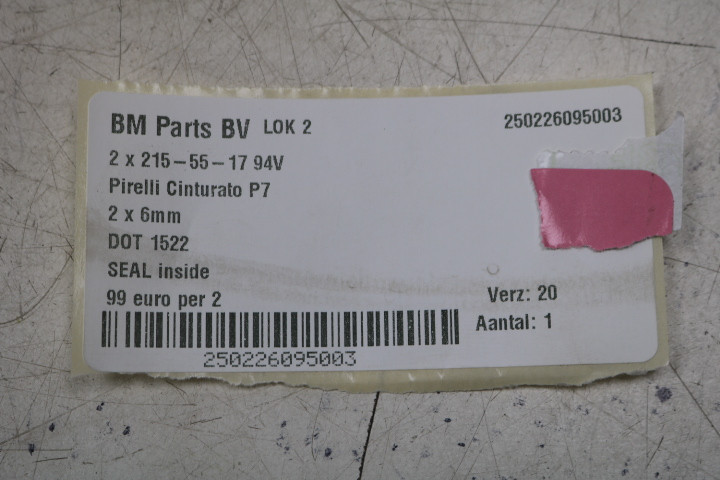 BM Parts BV LOK 2 250226095003
2 x 215-55-17 94V
Pirelli Cinturato P7
2 x 6mm
DOT 1522
SEAL inside
99 euro per 2 Verz: 20
Aantal: 1
250226095003